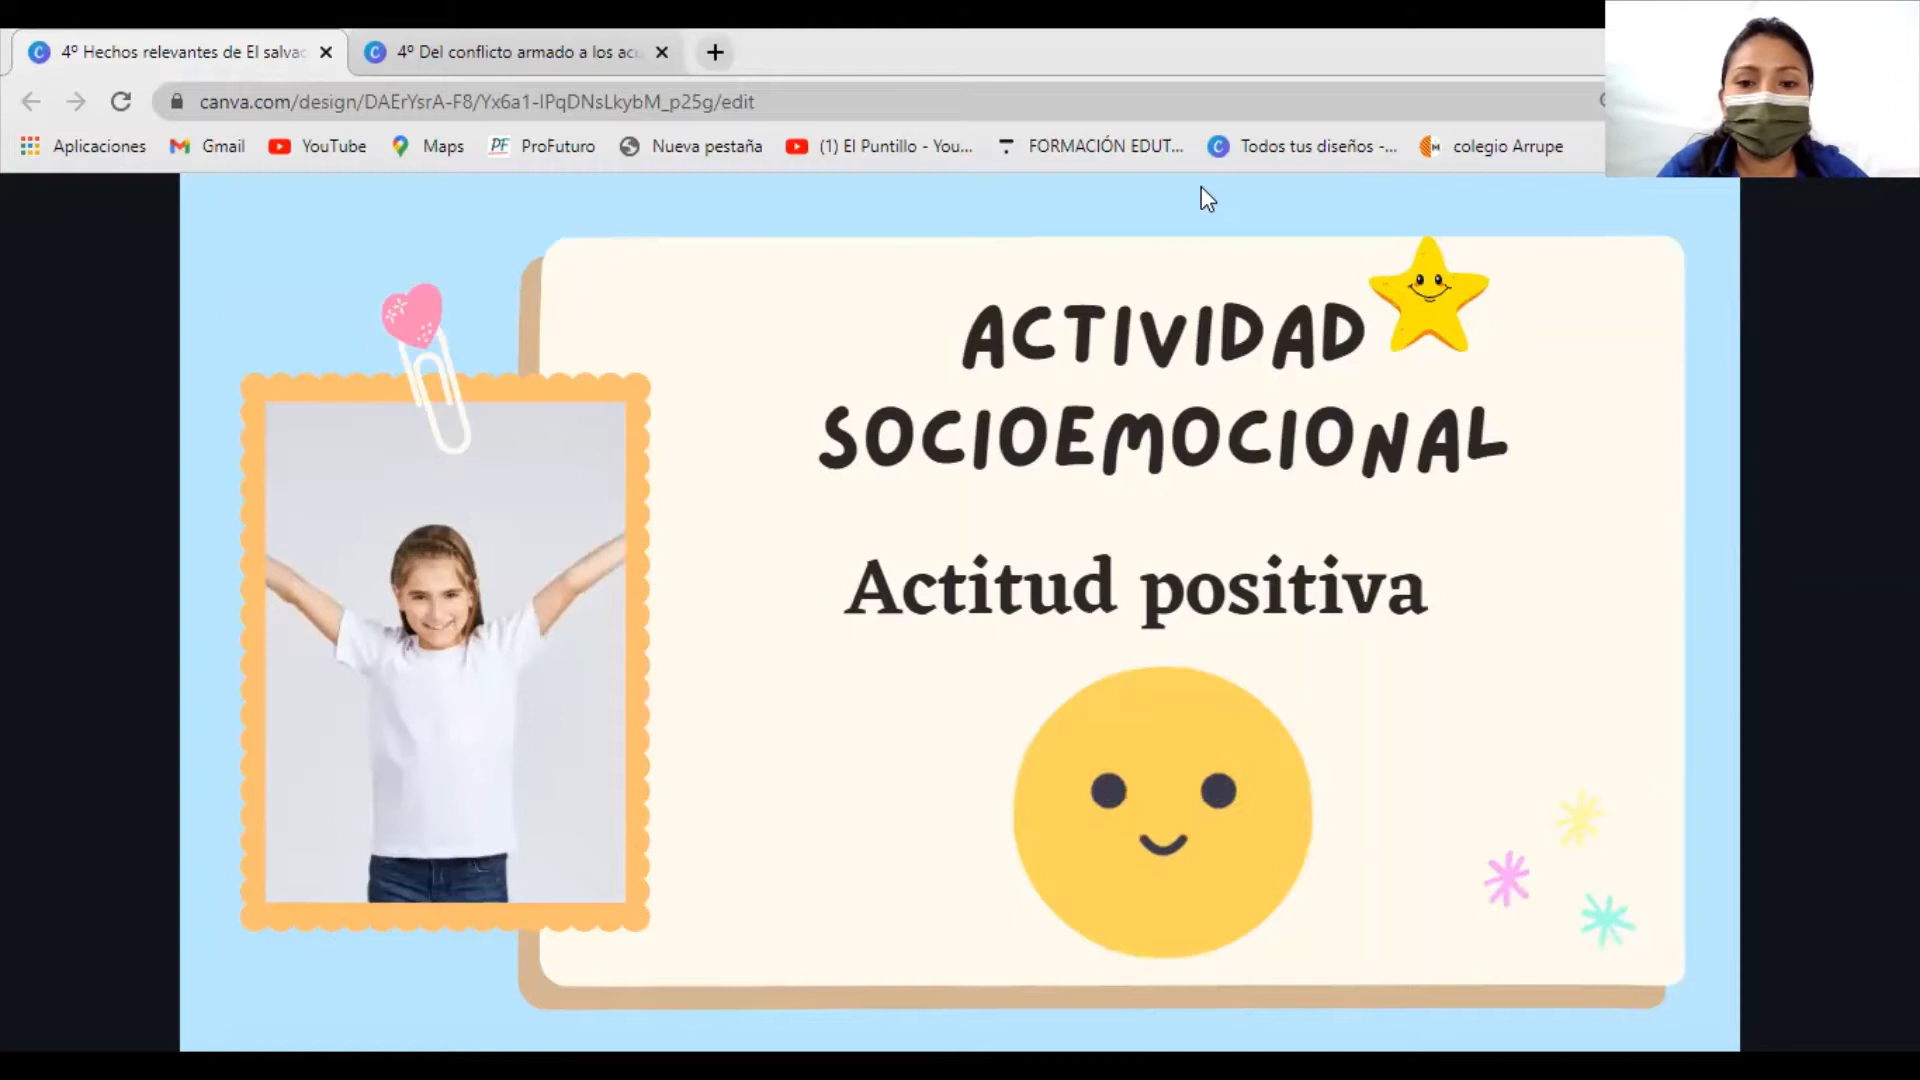 4º Hechos relevantes de El salvac
4º Del conflicto armado a los acu
canva.com/design/DAErYsrA-F8/Yx6a1-IPqDNsLkybM_p25g/edit
Aplicaciones Gmail YouTube Maps PF ProFuturo Nueva pestaña (1) El Puntillo - You... FORMACIÓN EDUT... Todos tus diseños -... colegio Arrupe
ACTIVIDAD
SOCIOEMOCIONAL
Actitud positiva